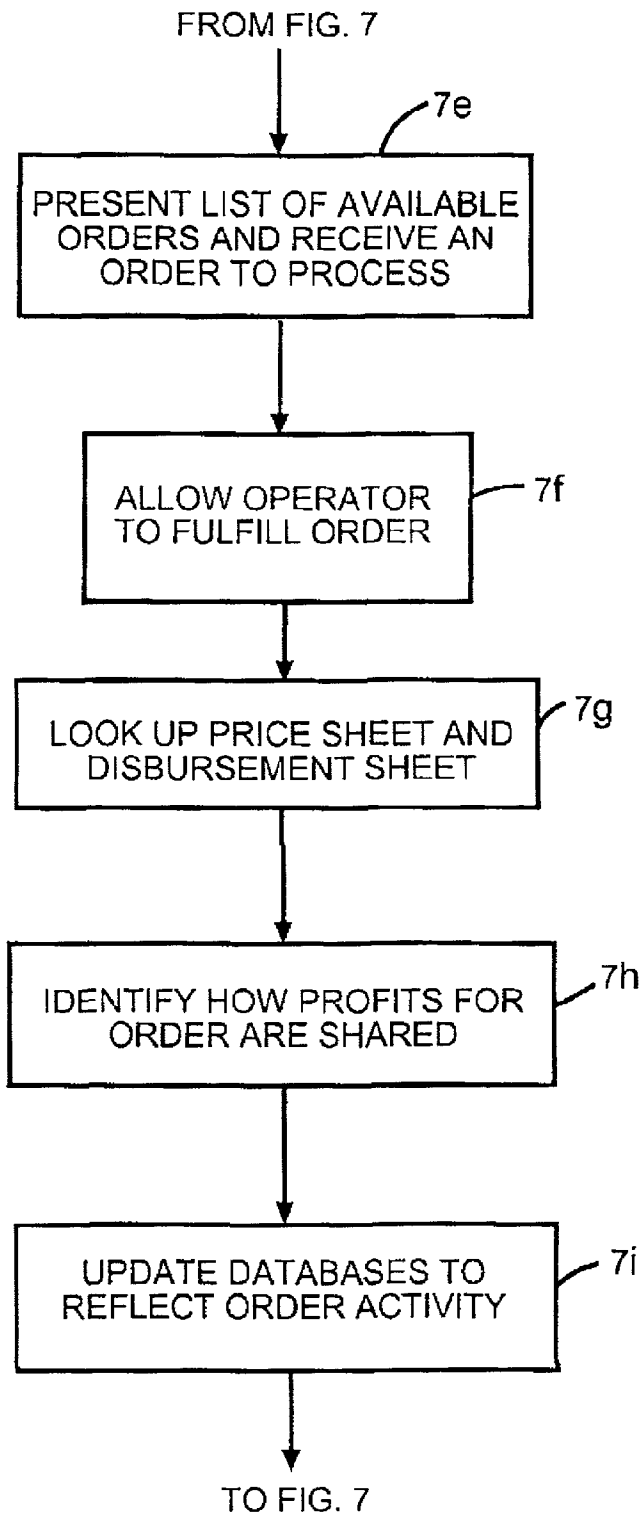 FROM FIG. 7
7e
PRESENT LIST OF AVAILABLE
ORDERS AND RECEIVE AN
ORDER TO PROCESS
7f
ALLOW OPERATOR
TO FULFILL ORDER
7g
LOOK UP PRICE SHEET AND
DISBURSEMENT SHEET
7h
IDENTIFY HOW PROFITS FOR
ORDER ARE SHARED
7i
UPDATE DATABASES TO
REFLECT ORDER ACTIVITY
TO FIG. 7